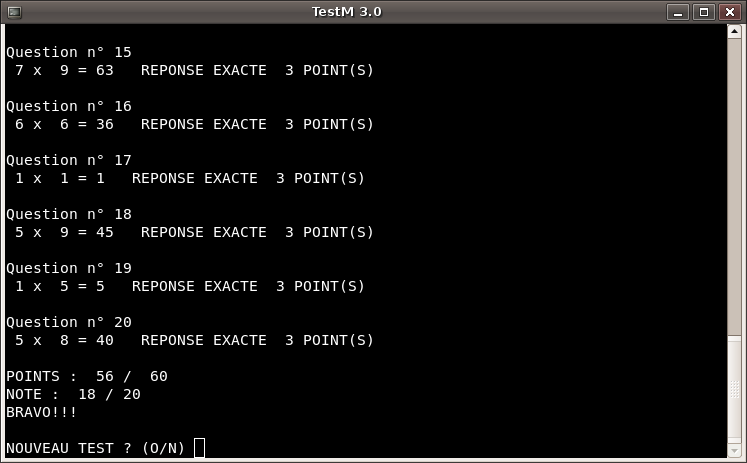 TestM 3.0
Question n° 15
7 x 9 = 63 REPONSE EXACTE 3 POINT(S)
Question n° 16
6 x 6 = 36 REPONSE EXACTE 3 POINT(S)
Question n° 17
1 x 1 = 1 REPONSE EXACTE 3 POINT(S)
Question n° 18
5 x 9 = 45 REPONSE EXACTE 3 POINT(S)
Question n° 19
1 x 5 = 5 REPONSE EXACTE 3 POINT(S)
Question n° 20
5 x 8 = 40 REPONSE EXACTE 3 POINT(S)
POINTS : 56 / 60
NOTE : 18 / 20
BRAVO!!!
NOUVEAU TEST ? (O/N)